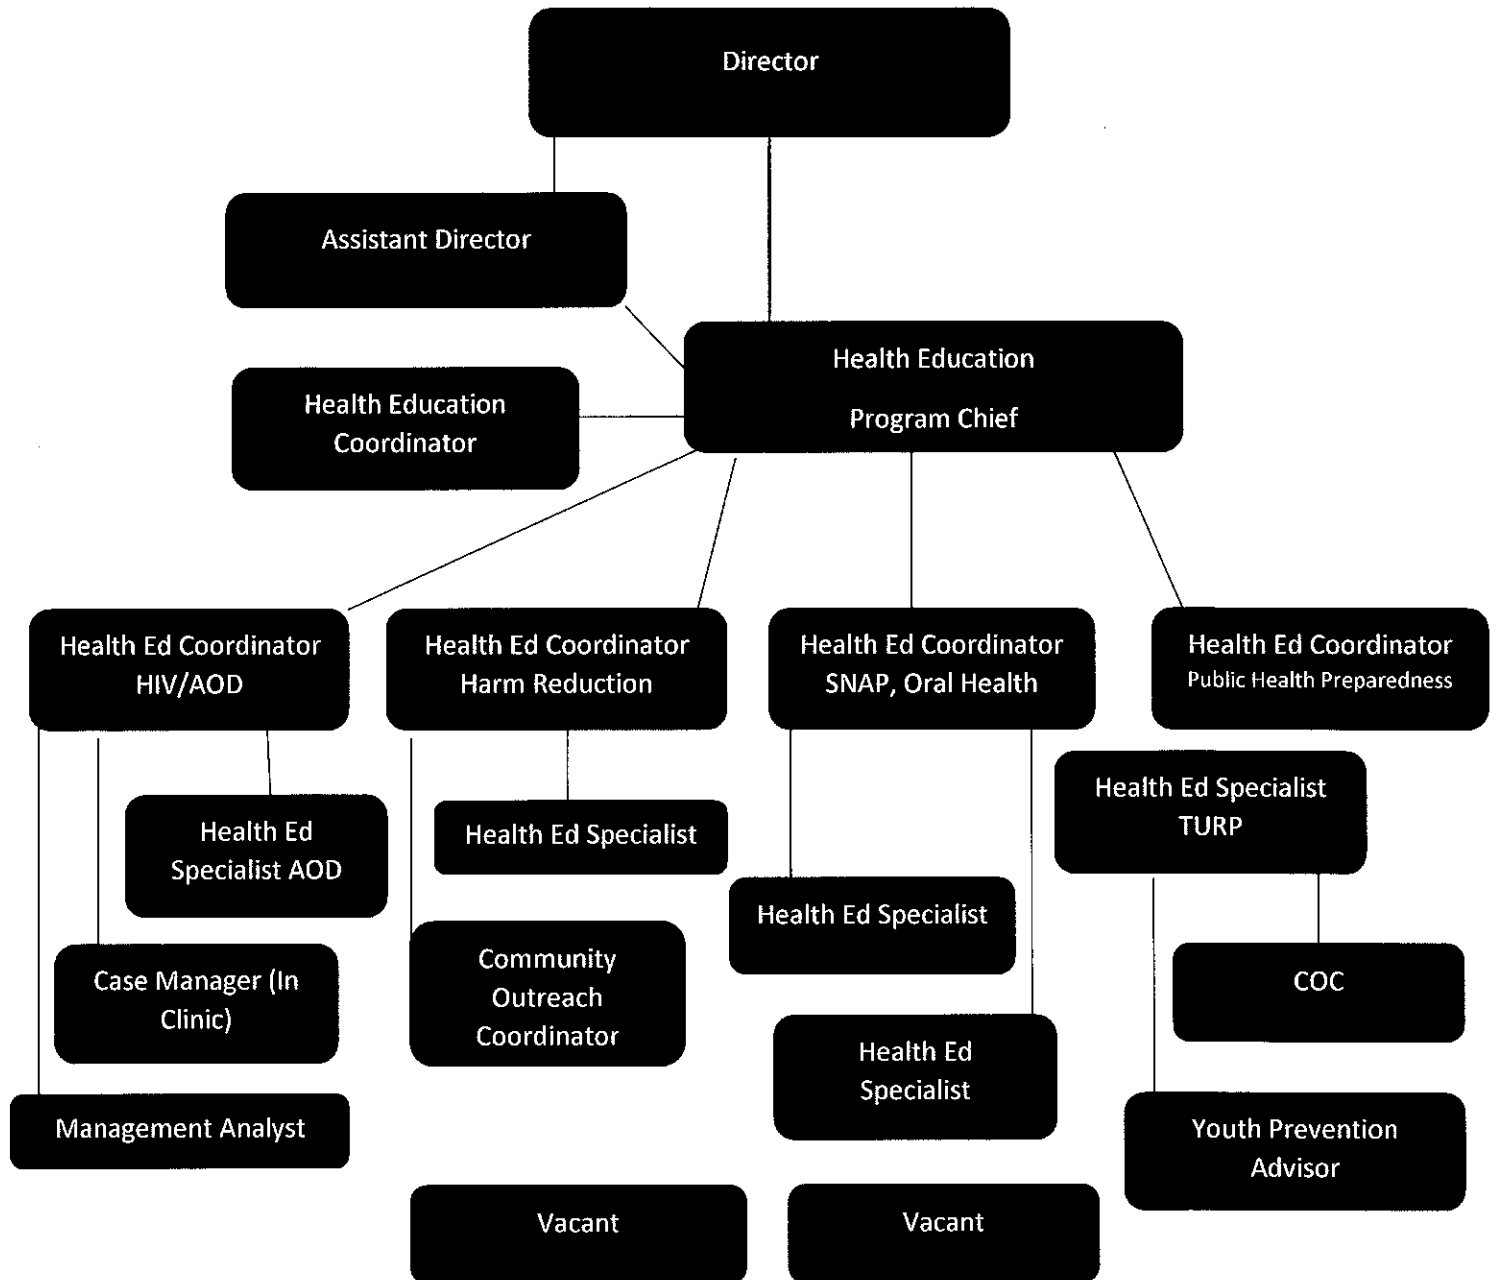 Director
Assistant Director
Health Education
Program Chief
Health Education
Coordinator
Health Ed Coordinator
HIV/AOD
Health Ed Coordinator
Harm Reduction
Health Ed Coordinator
SNAP, Oral Health
Health Ed Coordinator
Public Health Preparedness
Health Ed
Specialist AOD
Health Ed Specialist
Health Ed Specialist
Health Ed Specialist
TURP
Case Manager (In
Clinic)
Community
Outreach
Coordinator
Health Ed
Specialist
COC
Management Analyst
Youth Prevention
Advisor
Vacant
Vacant